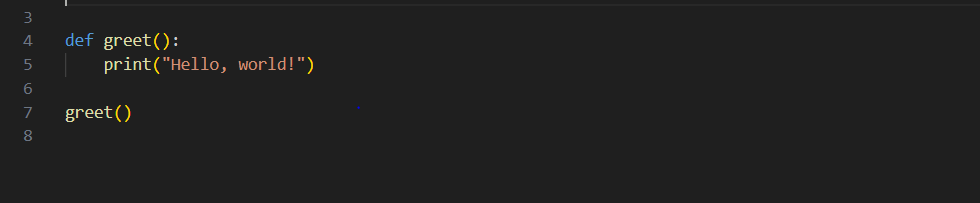 3
4 def greet():
5     print("Hello, world!")
6
7 greet()
8